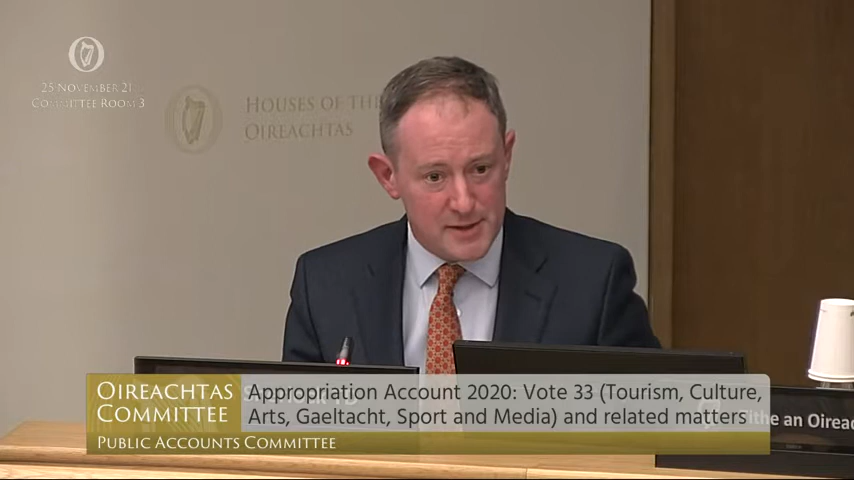 25 November 21
Committee Room 3
Houses of the
Oireachtas
Oireachtas
Committee
Appropriation Account 2020: Vote 33 (Tourism, Culture,
Arts, Gaeltacht, Sport and Media) and related matters
Public Accounts Committee
an Oireac